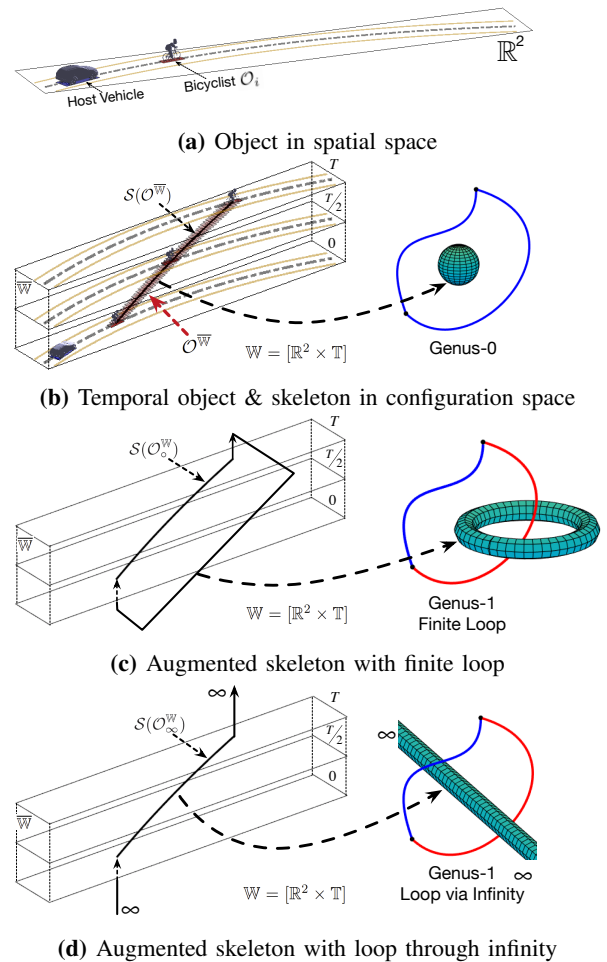 ℝ²
Host Vehicle
Bicyclist 𝒪ᵢ
(a) Object in spatial space
T
𝒮(𝒪^𝕎̅)
T/2
0
𝕎̅
𝒪^𝕎̅
𝕎 = [ℝ² × 𝕋]
Genus-0
(b) Temporal object & skeleton in configuration space
T
𝒮(𝒪_∘^𝕎)
T/2
0
𝕎̅
𝕎 = [ℝ² × 𝕋]
Genus-1
Finite Loop
(c) Augmented skeleton with finite loop
∞
T
𝒮(𝒪_∞^𝕎)
T/2
∞
0
𝕎̅
∞
𝕎 = [ℝ² × 𝕋]
Genus-1
∞
Loop via Infinity
(d) Augmented skeleton with loop through infinity